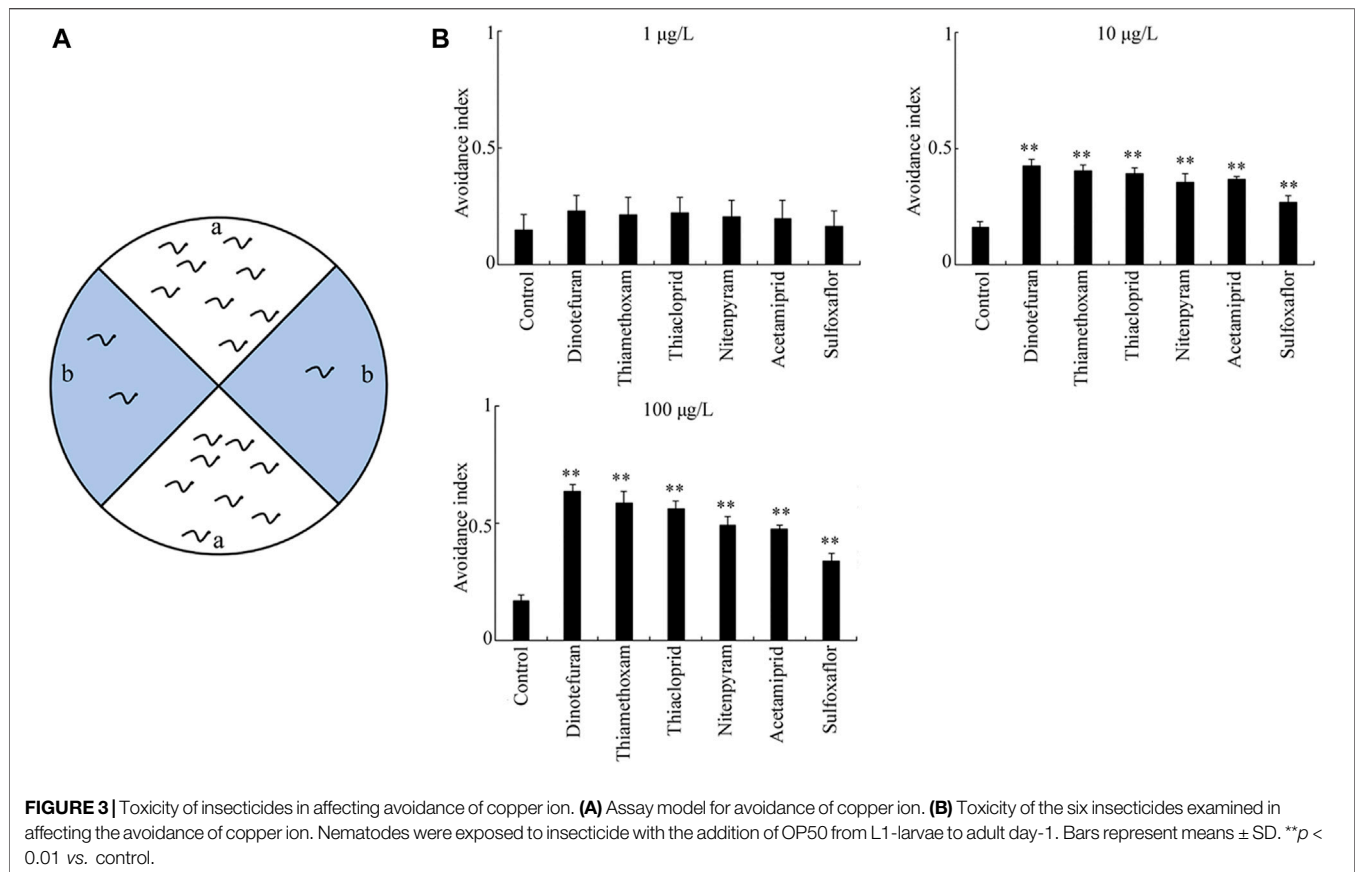 A
a
b
b
a
B
1 μg/L
Avoidance index
1
0.5
0
Control
Dinotefuran
Thiamethoxam
Thiacloprid
Nitenpyram
Acetamiprid
Sulfoxaflor
10 μg/L
Avoidance index
1
0.5
0
**
**
**
**
**
**
Control
Dinotefuran
Thiamethoxam
Thiacloprid
Nitenpyram
Acetamiprid
Sulfoxaflor
100 μg/L
Avoidance index
1
0.5
0
**
**
**
**
**
**
Control
Dinotefuran
Thiamethoxam
Thiacloprid
Nitenpyram
Acetamiprid
Sulfoxaflor
FIGURE 3 | Toxicity of insecticides in affecting avoidance of copper ion. (A) Assay model for avoidance of copper ion. (B) Toxicity of the six insecticides examined in
affecting the avoidance of copper ion. Nematodes were exposed to insecticide with the addition of OP50 from L1-larvae to adult day-1. Bars represent means ± SD. **p <
0.01 vs. control.